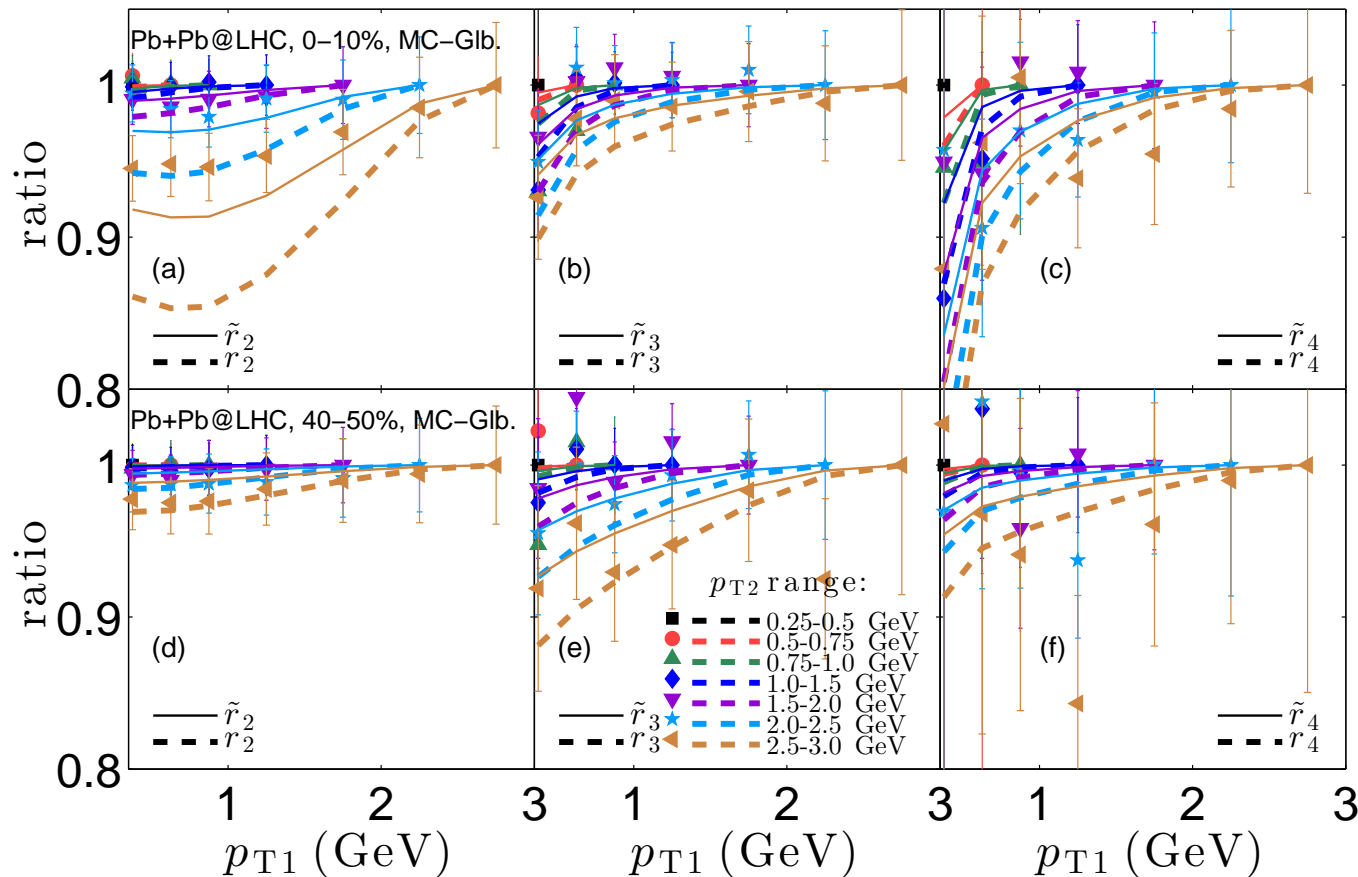 Pb+Pb@LHC, 0−10%, MC−Glb.
ratio
1
0.9
0.8
(a)
r̃₂
r₂
(b)
r̃₃
r₃
(c)
r̃₄
r₄
Pb+Pb@LHC, 40−50%, MC−Glb.
ratio
1
0.9
0.8
(d)
r̃₂
r₂
(e)
r̃₃
r₃
p_T2 range:
0.25-0.5 GeV
0.5-0.75 GeV
0.75-1.0 GeV
1.0-1.5 GeV
1.5-2.0 GeV
2.0-2.5 GeV
2.5-3.0 GeV
(f)
r̃₄
r₄
1 2 3 1 2 3 1 2 3
p_T1 (GeV) p_T1 (GeV) p_T1 (GeV)